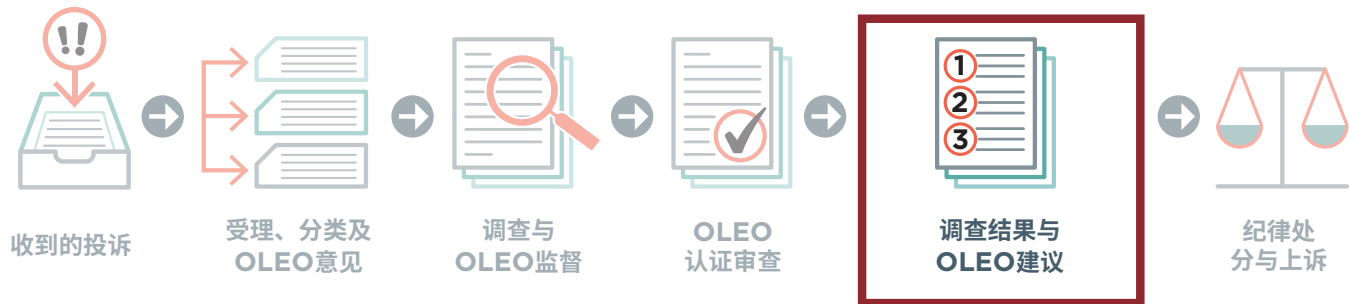 !!
1
2
3
收到的投诉
受理、分类及
OLEO意见
调查与
OLEO监督
OLEO
认证审查
调查结果与
OLEO建议
纪律处
分与上诉